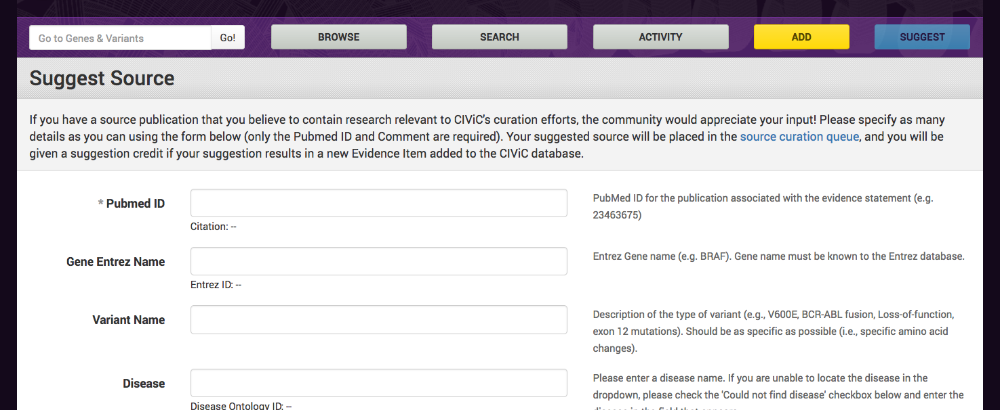 Go to Genes & Variants Go! BROWSE SEARCH ACTIVITY ADD SUGGEST
Suggest Source
If you have a source publication that you believe to contain research relevant to CIViC's curation efforts, the community would appreciate your input! Please specify as many
details as you can using the form below (only the Pubmed ID and Comment are required). Your suggested source will be placed in the source curation queue, and you will be
given a suggestion credit if your suggestion results in a new Evidence Item added to the CIViC database.
* Pubmed ID
Citation: --
PubMed ID for the publication associated with the evidence statement (e.g.
23463675)
Gene Entrez Name
Entrez ID: --
Entrez Gene name (e.g. BRAF). Gene name must be known to the Entrez database.
Variant Name
Description of the type of variant (e.g., V600E, BCR-ABL fusion, Loss-of-function,
exon 12 mutations). Should be as specific as possible (i.e., specific amino acid
changes).
Disease
Disease Ontology ID: --
Please enter a disease name. If you are unable to locate the disease in the
dropdown, please check the 'Could not find disease' checkbox below and enter the